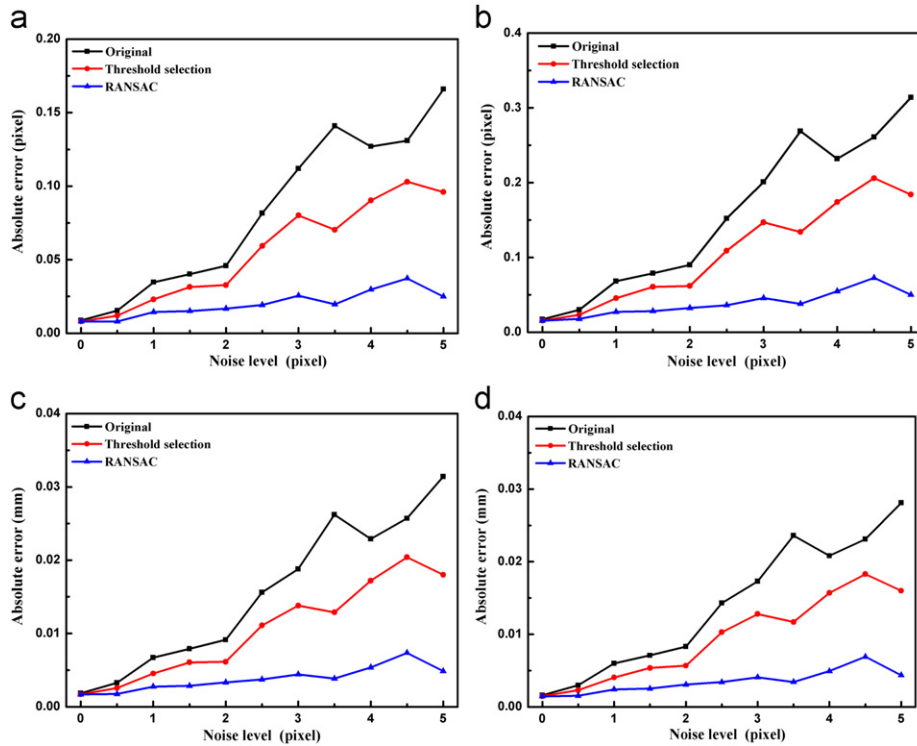 a
0.20
0.15
0.10
0.05
0.00
Absolute error (pixel)
Original
Threshold selection
RANSAC
0 1 2 3 4 5
Noise level (pixel)
b
0.4
0.3
0.2
0.1
0.0
Absolute error (pixel)
Original
Threshold selection
RANSAC
0 1 2 3 4 5
Noise level (pixel)
c
0.04
0.03
0.02
0.01
0.00
Absolute error (mm)
Original
Threshold selection
RANSAC
0 1 2 3 4 5
Noise level (pixel)
d
0.04
0.03
0.02
0.01
0.00
Absolute error (mm)
Original
Threshold selection
RANSAC
0 1 2 3 4 5
Noise level (pixel)